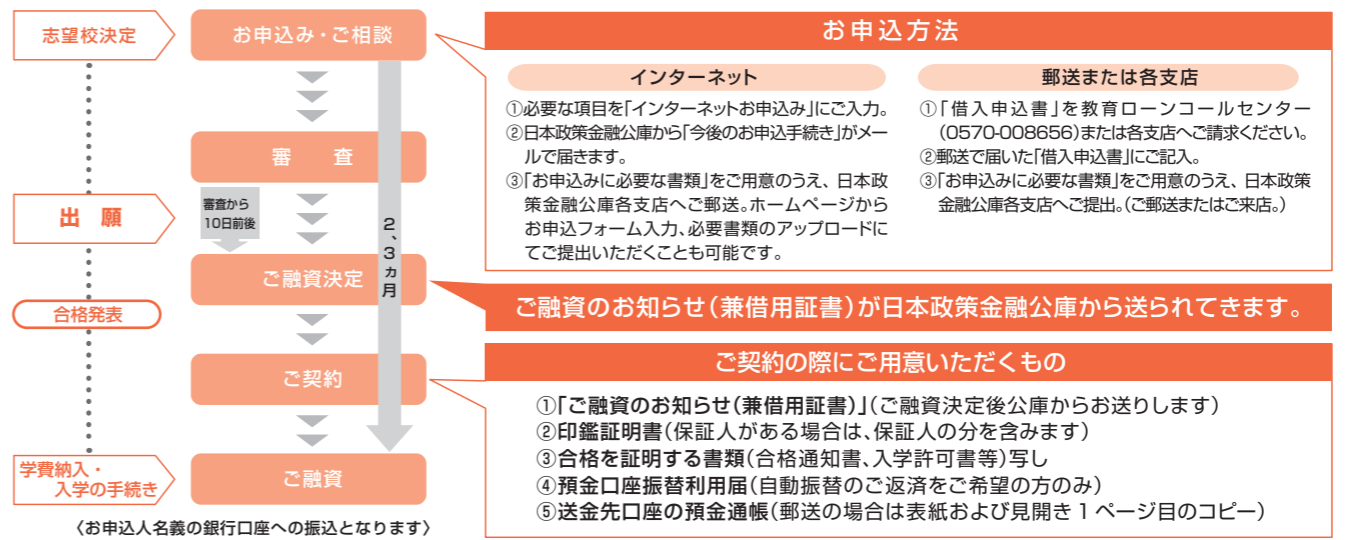 志望校決定
出　願
合格発表
学費納入・
入学の手続き
お申込み・ご相談
審　査
審査から
10日前後
ご融資決定
ご契約
ご融資
2、3ヵ月
〈お申込人名義の銀行口座への振込となります〉
お申込方法
インターネット
①必要な項目を「インターネットお申込み」にご入力。
②日本政策金融公庫から「今後のお申込手続き」がメー
ルで届きます。
③「お申込みに必要な書類」をご用意のうえ、日本政
策金融公庫各支店へご郵送。ホームページから
お申込フォーム入力、必要書類のアップロードに
てご提出いただくことも可能です。
郵送または各支店
①「借入申込書」を教育ローンコールセンター
（0570-008656）または各支店へご請求ください。
②郵送で届いた「借入申込書」にご記入。
③「お申込みに必要な書類」をご用意のうえ、日本政策
金融公庫各支店へご提出。（ご郵送またはご来店。）
ご融資のお知らせ（兼借用証書）が日本政策金融公庫から送られてきます。
ご契約の際にご用意いただくもの
①「ご融資のお知らせ（兼借用証書）」（ご融資決定後公庫からお送りします）
②印鑑証明書（保証人がある場合は、保証人の分を含みます）
③合格を証明する書類（合格通知書、入学許可書等）写し
④預金口座振替利用届（自動振替のご返済をご希望の方のみ）
⑤送金先口座の預金通帳（郵送の場合は表紙および見開き1ページ目のコピー）